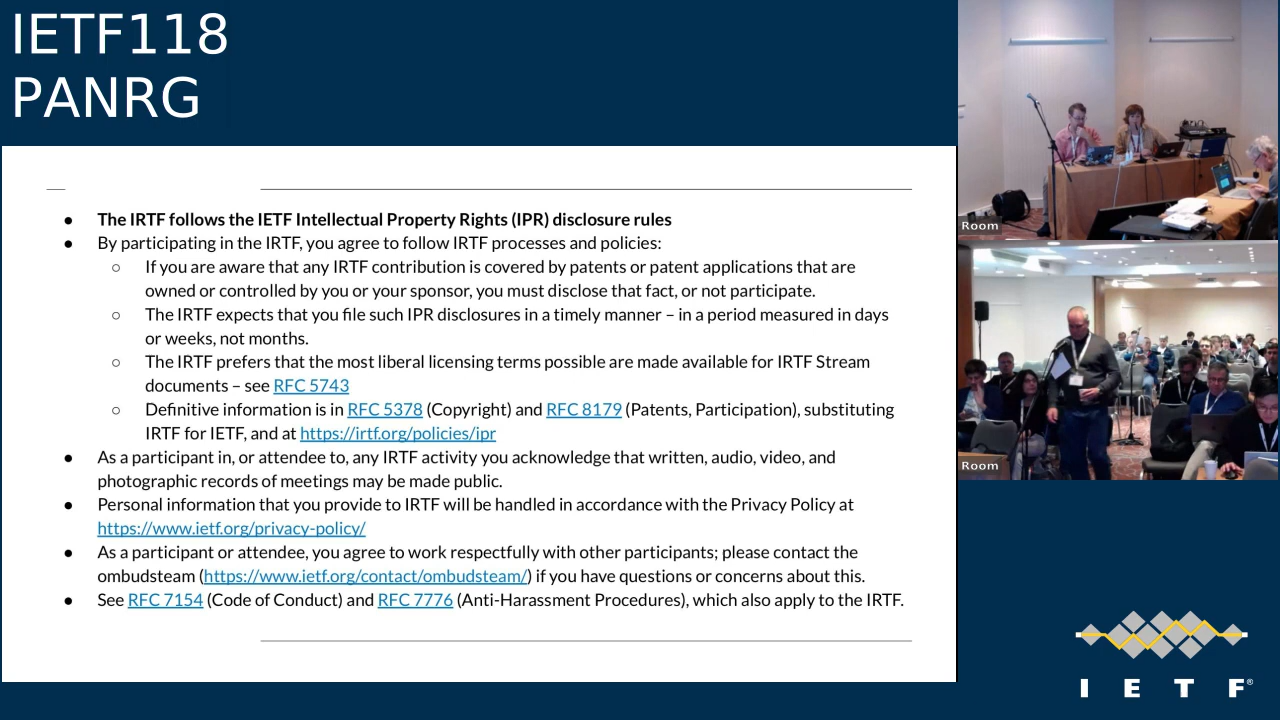 IETF118
PANRG
● The IRTF follows the IETF Intellectual Property Rights (IPR) disclosure rules
● By participating in the IRTF, you agree to follow IRTF processes and policies:
○ If you are aware that any IRTF contribution is covered by patents or patent applications that are
owned or controlled by you or your sponsor, you must disclose that fact, or not participate.
○ The IRTF expects that you file such IPR disclosures in a timely manner – in a period measured in days
or weeks, not months.
○ The IRTF prefers that the most liberal licensing terms possible are made available for IRTF Stream
documents – see RFC 5743
○ Definitive information is in RFC 5378 (Copyright) and RFC 8179 (Patents, Participation), substituting
IRTF for IETF, and at https://irtf.org/policies/ipr
● As a participant in, or attendee to, any IRTF activity you acknowledge that written, audio, video, and
photographic records of meetings may be made public.
● Personal information that you provide to IRTF will be handled in accordance with the Privacy Policy at
https://www.ietf.org/privacy-policy/
● As a participant or attendee, you agree to work respectfully with other participants; please contact the
ombudsteam (https://www.ietf.org/contact/ombudsteam/) if you have questions or concerns about this.
● See RFC 7154 (Code of Conduct) and RFC 7776 (Anti-Harassment Procedures), which also apply to the IRTF.
Room
Room
I E T F®